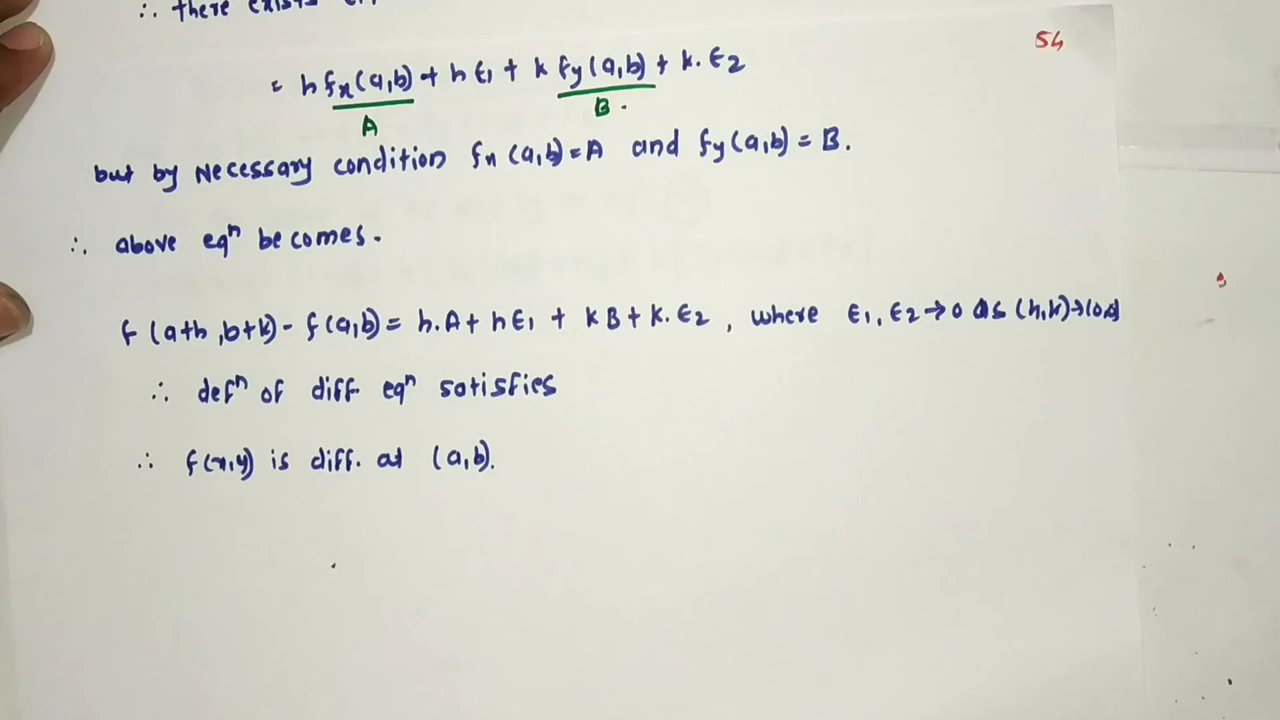 ∴ there exists
54
= h fx(a,b) + h ε1 + k fy(a,b) + k. ε2
A B.
but by Necessary condition fx(a,b)=A and fy(a,b)=B.
∴ above eqn becomes.
f(a+h, b+k) - f(a,b) = h.A + hε1 + kB + k.ε2, where ε1, ε2→0 as (h,k)→(0,0)
∴ defn of diff. eqn satisfies
∴ f(x,y) is diff. at (a,b).